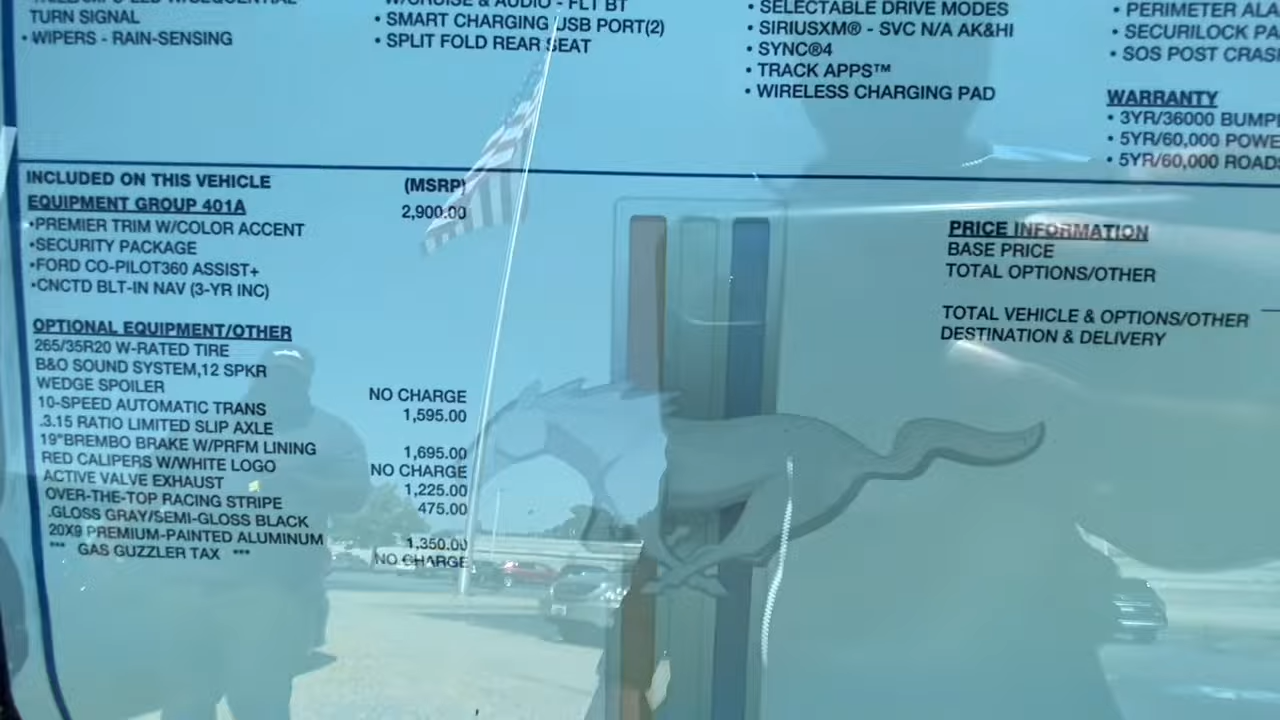 TURN SIGNAL
• WIPERS - RAIN-SENSING
W/CRUISE & AUDIO - FLT BT
• SMART CHARGING USB PORT(2)
• SPLIT FOLD REAR SEAT
• SELECTABLE DRIVE MODES
• SIRIUSXM® - SVC N/A AK&HI
• SYNC®4
• TRACK APPS™
• WIRELESS CHARGING PAD
• PERIMETER ALA
• SECURILOCK PA
• SOS POST CRAS
WARRANTY
• 3YR/36000 BUMP
• 5YR/60,000 POWE
• 5YR/60,000 ROADS
INCLUDED ON THIS VEHICLE (MSRP)
EQUIPMENT GROUP 401A 2,900.00
•PREMIER TRIM W/COLOR ACCENT
•SECURITY PACKAGE
•FORD CO-PILOT360 ASSIST+
•CNCTD BLT-IN NAV (3-YR INC)
OPTIONAL EQUIPMENT/OTHER
265/35R20 W-RATED TIRE
B&O SOUND SYSTEM,12 SPKR
WEDGE SPOILER NO CHARGE
10-SPEED AUTOMATIC TRANS 1,595.00
.3.15 RATIO LIMITED SLIP AXLE
19"BREMBO BRAKE W/PRFM LINING 1,695.00
RED CALIPERS W/WHITE LOGO NO CHARGE
ACTIVE VALVE EXHAUST 1,225.00
OVER-THE-TOP RACING STRIPE 475.00
.GLOSS GRAY/SEMI-GLOSS BLACK
20X9 PREMIUM-PAINTED ALUMINUM 1,350.00
*** GAS GUZZLER TAX *** NO CHARGE
PRICE INFORMATION
BASE PRICE
TOTAL OPTIONS/OTHER
TOTAL VEHICLE & OPTIONS/OTHER
DESTINATION & DELIVERY